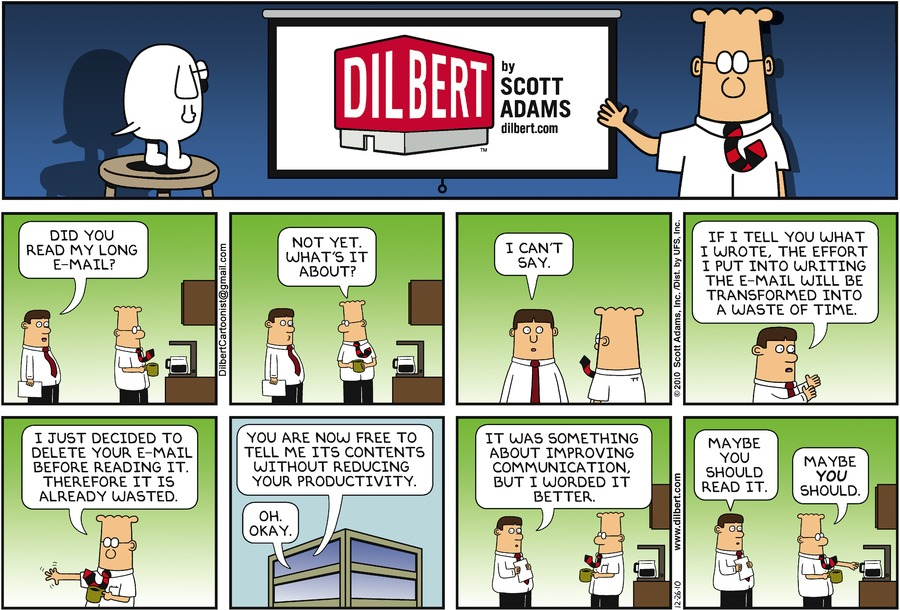 DILBERT
by
SCOTT
ADAMS
dilbert.com
TM
DID YOU
READ MY LONG
E-MAIL?
DilbertCartoonist@gmail.com
NOT YET.
WHAT'S IT
ABOUT?
I CAN'T
SAY.
© 2010 Scott Adams, Inc./Dist. by UFS, Inc.
IF I TELL YOU WHAT
I WROTE, THE EFFORT
I PUT INTO WRITING
THE E-MAIL WILL BE
TRANSFORMED INTO
A WASTE OF TIME.
I JUST DECIDED TO
DELETE YOUR E-MAIL
BEFORE READING IT.
THEREFORE IT IS
ALREADY WASTED.
YOU ARE NOW FREE TO
TELL ME ITS CONTENTS
WITHOUT REDUCING
YOUR PRODUCTIVITY.
OH.
OKAY.
IT WAS SOMETHING
ABOUT IMPROVING
COMMUNICATION,
BUT I WORDED IT
BETTER.
www.dilbert.com
12-26-10
MAYBE
YOU
SHOULD
READ IT.
MAYBE
YOU
SHOULD.